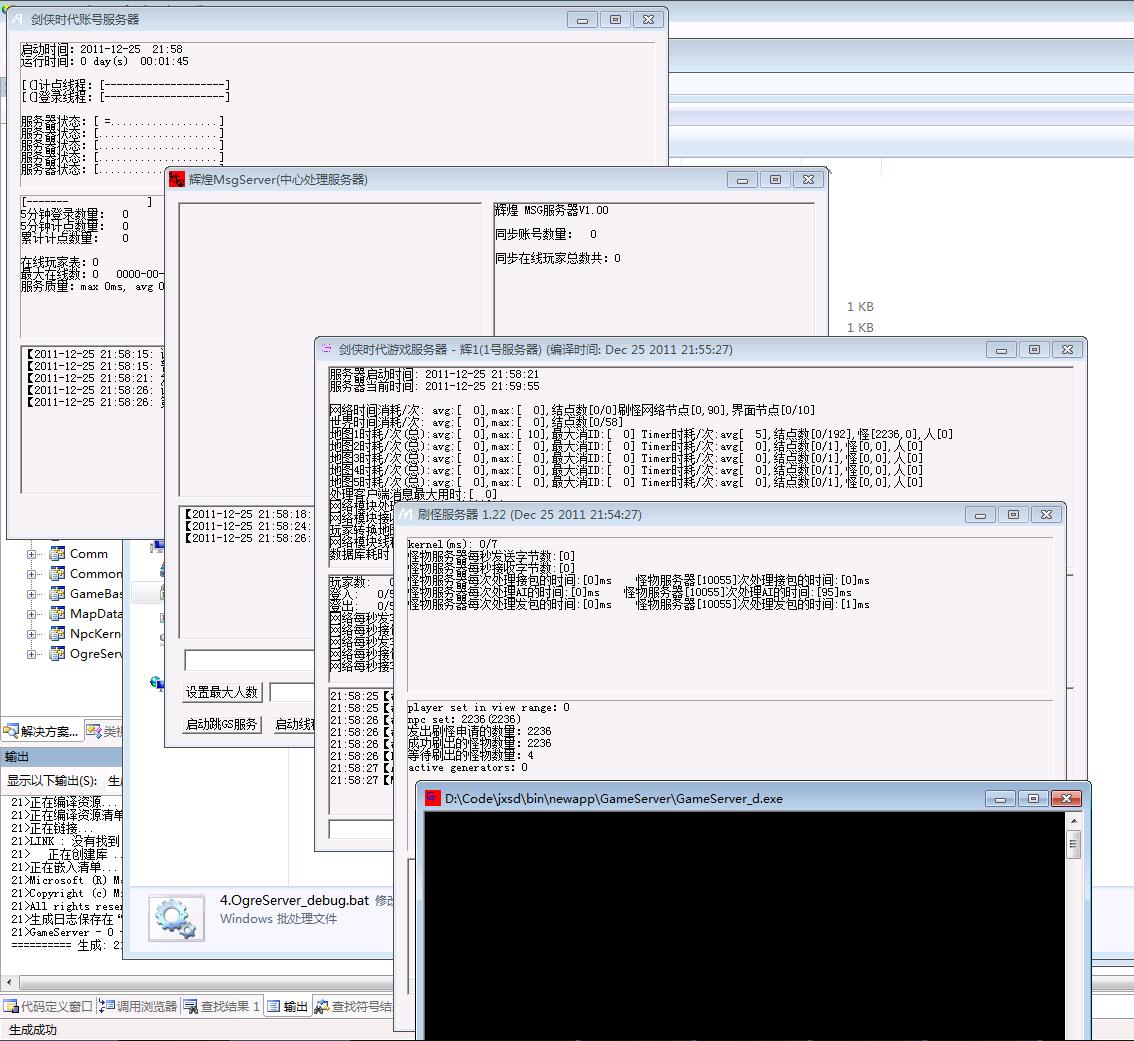 剑侠时代账号服务器
启动时间: 2011-12-25  21:58
运行时间: 0 day(s)  00:01:45
[(]计点线程: [--------------------]
[(]登录线程: [--------------------]
服务器状态: [ =.................. ]
服务器状态: [.................... ]
服务器状态: [.................... ]
服务器状态: [.................... ]
服务器状态: [....
[-------             ]
5分钟登录数量:   0
5分钟计点数量:   0
累计计点数量:    0
在线玩家表: 0
最大在线数: 0   0000-00-
服务质量: max 0ms, avg 0
【2011-12-25 21:58:15:
【2011-12-25 21:58:15:
【2011-12-25 21:58:21:
【2011-12-25 21:58:26:
【2011-12-25 21:58:26:
辉煌MsgServer(中心处理服务器)
辉煌 MSG服务器V1.00
同步账号数量:   0
同步在线玩家总数共: 0
【2011-12-25 21:58:18:
【2011-12-25 21:58:24:
【2011-12-25 21:58:26:
设置最大人数
启动跳GS服务
启动线
1 KB
1 KB
剑侠时代游戏服务器 - 辉1(1号服务器) (编译时间: Dec 25 2011 21:55:27)
服务器启动时间: 2011-12-25 21:58:21
服务器当前时间: 2011-12-25 21:59:55
网络时间消耗/次: avg:[  0],max:[  0],结点数[0/0]刷怪网络节点[0,90],界面节点[0/10]
世界时间消耗/次: avg:[  0],max:[  0],结点数[0/58]
地图1时耗/次(总):avg:[  0],max:[ 10],最大消ID:[  0] Timer时耗/次:avg[  5],结点数[0/192],怪[2236,0],人[0]
地图2时耗/次(总):avg:[  0],max:[  0],最大消ID:[  0] Timer时耗/次:avg[  0],结点数[0/1],怪[0,0],人[0]
地图3时耗/次(总):avg:[  0],max:[  0],最大消ID:[  0] Timer时耗/次:avg[  0],结点数[0/1],怪[0,0],人[0]
地图4时耗/次(总):avg:[  0],max:[  0],最大消ID:[  0] Timer时耗/次:avg[  0],结点数[0/1],怪[0,0],人[0]
地图5时耗/次(总):avg:[  0],max:[  0],最大消ID:[  0] Timer时耗/次:avg[  0],结点数[0/1],怪[0,0],人[0]
处理客户端消息最大用时:[  0]
网络模块处
网络模块接
玩家转换地
网络模块线
数据库耗时
玩家数:   0
登入:   0/
登出:   0/
网络每秒发
网络每秒接
网络每秒发
网络每秒接
网络每秒接
21:58:25【
21:58:25【
21:58:26【
21:58:26【
21:58:26【
21:58:26【
21:58:27【
21:58:27【
刷怪服务器 1.22 (Dec 25 2011 21:54:27)
kernel(ms): 0/7
怪物服务器每秒发送字节数:[0]
怪物服务器每秒接收字节数:[0]
怪物服务器每次处理接包的时间:[0]ms   怪物服务器[10055]次处理接包的时间:[0]ms
怪物服务器每次处理AI的时间:[0]ms   怪物服务器[10055]次处理AI的时间:[95]ms
怪物服务器每次处理发包的时间:[0]ms   怪物服务器[10055]次处理发包的时间:[1]ms
player set in view range: 0
npc set: 2236(2236)
发出刷怪申请的数量: 2236
成功刷出的怪物数量: 2236
等待刷出的怪物数量: 4
active generators: 0
D:\Code\jxsd\bin\newapp\GameServer\GameServer_d.exe
Comm
Common
GameBas
MapData
NpcKern
OgreServ
解决方案...
类视
输出
显示以下输出(S):
生
21>正在编译资源...
21>正在编译资源清单
21>正在链接...
21>LINK : 没有找到
21>   正在创建库
21>正在嵌入清单...
21>Microsoft (R) M
21>Copyright (c) M
21>All rights reser
21>生成日志保存在“
21>GameServer - 0
========== 生成: 2
4.OgreServer_debug.bat 修改
Windows 批处理文件
代码定义窗口
调用浏览器
查找结果 1
输出
查找符号结
生成成功